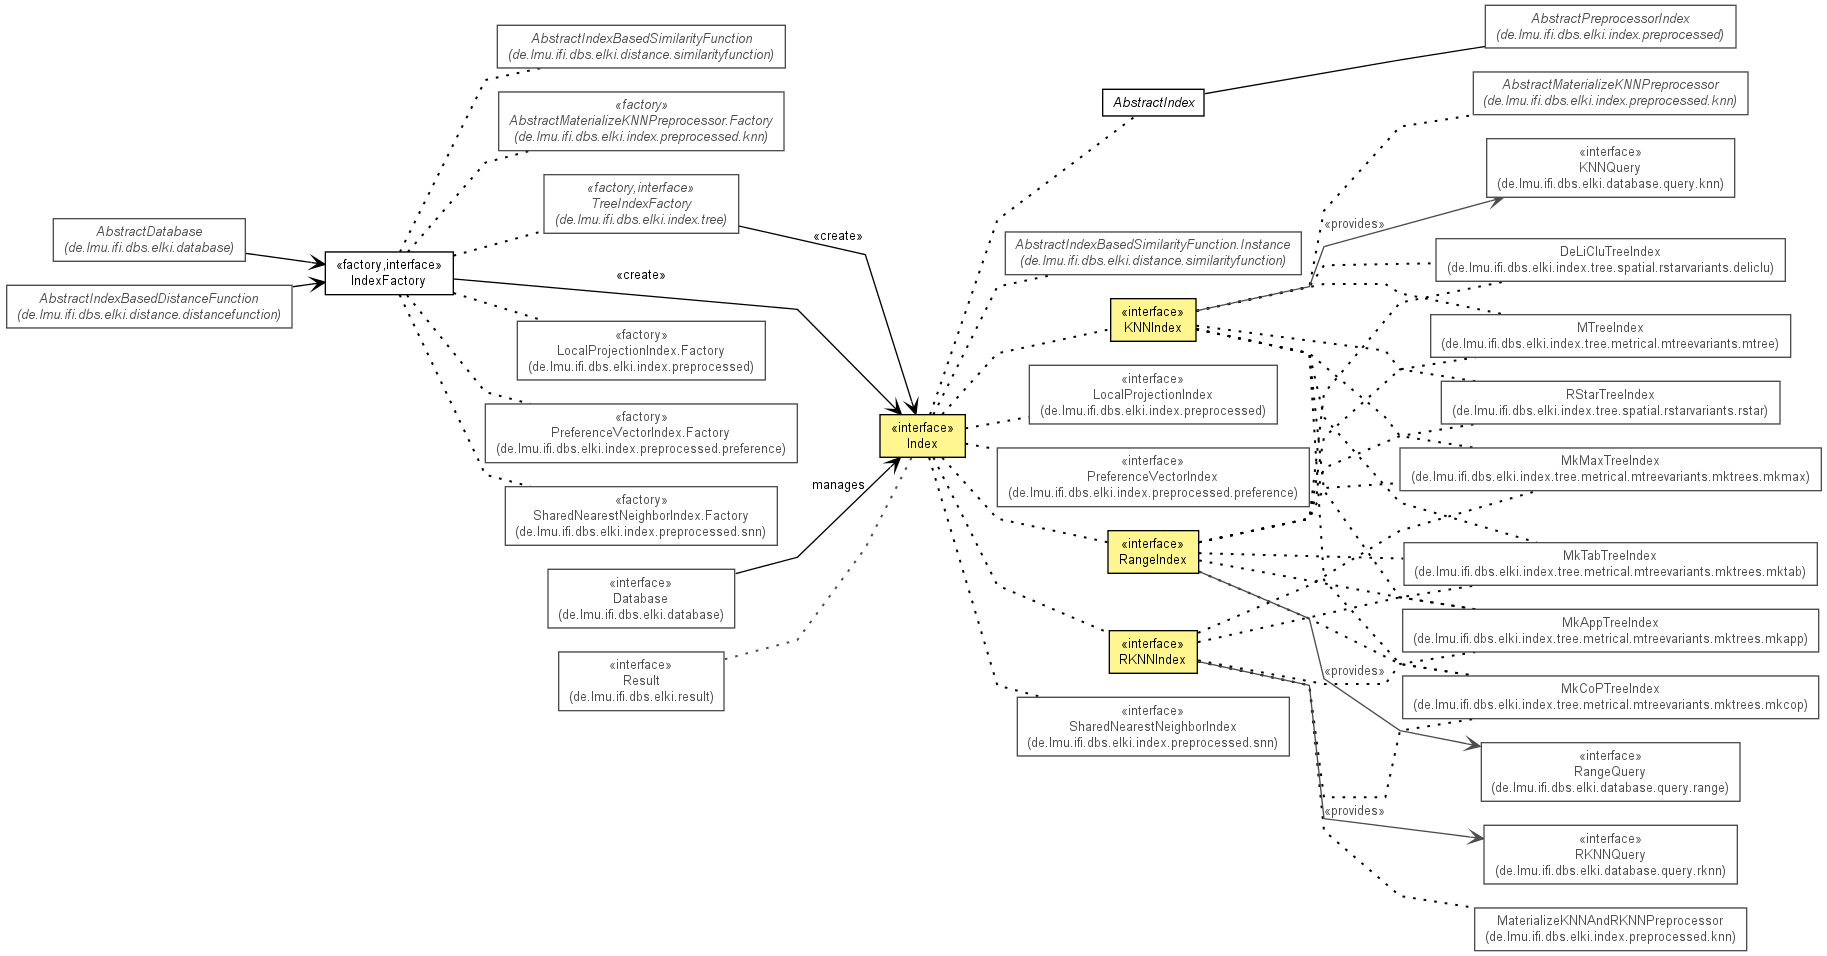 AbstractIndexBasedSimilarityFunction
(de.lmu.ifi.dbs.elki.distance.similarityfunction)
«factory»
AbstractMaterializeKNNPreprocessor.Factory
(de.lmu.ifi.dbs.elki.index.preprocessed.knn)
«factory,interface»
TreeIndexFactory
(de.lmu.ifi.dbs.elki.index.tree)
AbstractDatabase
(de.lmu.ifi.dbs.elki.database)
AbstractIndexBasedDistanceFunction
(de.lmu.ifi.dbs.elki.distance.distancefunction)
«factory,interface»
IndexFactory
«create»
«create»
«factory»
LocalProjectionIndex.Factory
(de.lmu.ifi.dbs.elki.index.preprocessed)
«factory»
PreferenceVectorIndex.Factory
(de.lmu.ifi.dbs.elki.index.preprocessed.preference)
«factory»
SharedNearestNeighborIndex.Factory
(de.lmu.ifi.dbs.elki.index.preprocessed.snn)
«interface»
Database
(de.lmu.ifi.dbs.elki.database)
«interface»
Result
(de.lmu.ifi.dbs.elki.result)
manages
«interface»
Index
AbstractIndex
AbstractIndexBasedSimilarityFunction.Instance
(de.lmu.ifi.dbs.elki.distance.similarityfunction)
«interface»
KNNIndex
«interface»
LocalProjectionIndex
(de.lmu.ifi.dbs.elki.index.preprocessed)
«interface»
PreferenceVectorIndex
(de.lmu.ifi.dbs.elki.index.preprocessed.preference)
«interface»
RangeIndex
«interface»
RKNNIndex
«interface»
SharedNearestNeighborIndex
(de.lmu.ifi.dbs.elki.index.preprocessed.snn)
«provides»
«provides»
«provides»
AbstractPreprocessorIndex
(de.lmu.ifi.dbs.elki.index.preprocessed)
AbstractMaterializeKNNPreprocessor
(de.lmu.ifi.dbs.elki.index.preprocessed.knn)
«interface»
KNNQuery
(de.lmu.ifi.dbs.elki.database.query.knn)
DeLiCluTreeIndex
(de.lmu.ifi.dbs.elki.index.tree.spatial.rstarvariants.deliclu)
MTreeIndex
(de.lmu.ifi.dbs.elki.index.tree.metrical.mtreevariants.mtree)
RStarTreeIndex
(de.lmu.ifi.dbs.elki.index.tree.spatial.rstarvariants.rstar)
MkMaxTreeIndex
(de.lmu.ifi.dbs.elki.index.tree.metrical.mtreevariants.mktrees.mkmax)
MkTabTreeIndex
(de.lmu.ifi.dbs.elki.index.tree.metrical.mtreevariants.mktrees.mktab)
MkAppTreeIndex
(de.lmu.ifi.dbs.elki.index.tree.metrical.mtreevariants.mktrees.mkapp)
MkCoPTreeIndex
(de.lmu.ifi.dbs.elki.index.tree.metrical.mtreevariants.mktrees.mkcop)
«interface»
RangeQuery
(de.lmu.ifi.dbs.elki.database.query.range)
«interface»
RKNNQuery
(de.lmu.ifi.dbs.elki.database.query.rknn)
MaterializeKNNAndRKNNPreprocessor
(de.lmu.ifi.dbs.elki.index.preprocessed.knn)